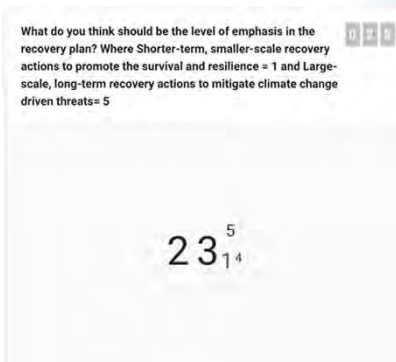 What do you think should be the level of emphasis in the
recovery plan? Where Shorter-term, smaller-scale recovery
actions to promote the survival and resilience = 1 and Large-
scale, long-term recovery actions to mitigate climate change
driven threats= 5
2 3 5
1 4